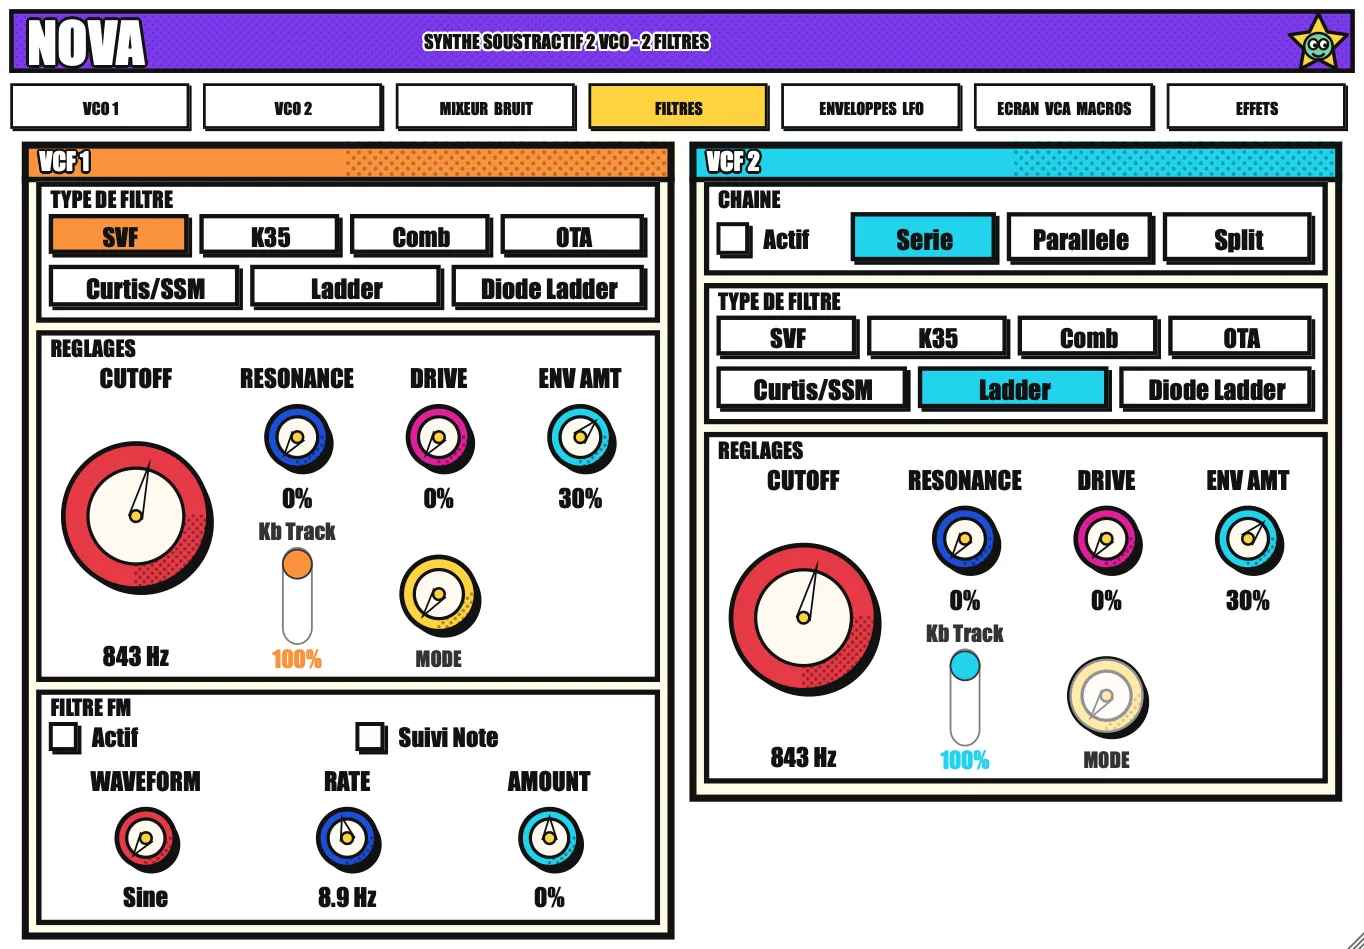 NOVA
SYNTHE SOUSTRACTIF 2 VCO - 2 FILTRES
VCO 1
VCO 2
MIXEUR BRUIT
FILTRES
ENVELOPPES LFO
ECRAN VCA MACROS
EFFETS
VCF 1
TYPE DE FILTRE
SVF
K35
Comb
OTA
Curtis/SSM
Ladder
Diode Ladder
REGLAGES
CUTOFF
RESONANCE
DRIVE
ENV AMT
0%
0%
30%
Kb Track
843 Hz
100%
MODE
FILTRE FM
Actif
Suivi Note
WAVEFORM
RATE
AMOUNT
Sine
8.9 Hz
0%
VCF 2
CHAINE
Actif
Serie
Parallele
Split
TYPE DE FILTRE
SVF
K35
Comb
OTA
Curtis/SSM
Ladder
Diode Ladder
REGLAGES
CUTOFF
RESONANCE
DRIVE
ENV AMT
0%
0%
30%
Kb Track
843 Hz
100%
MODE